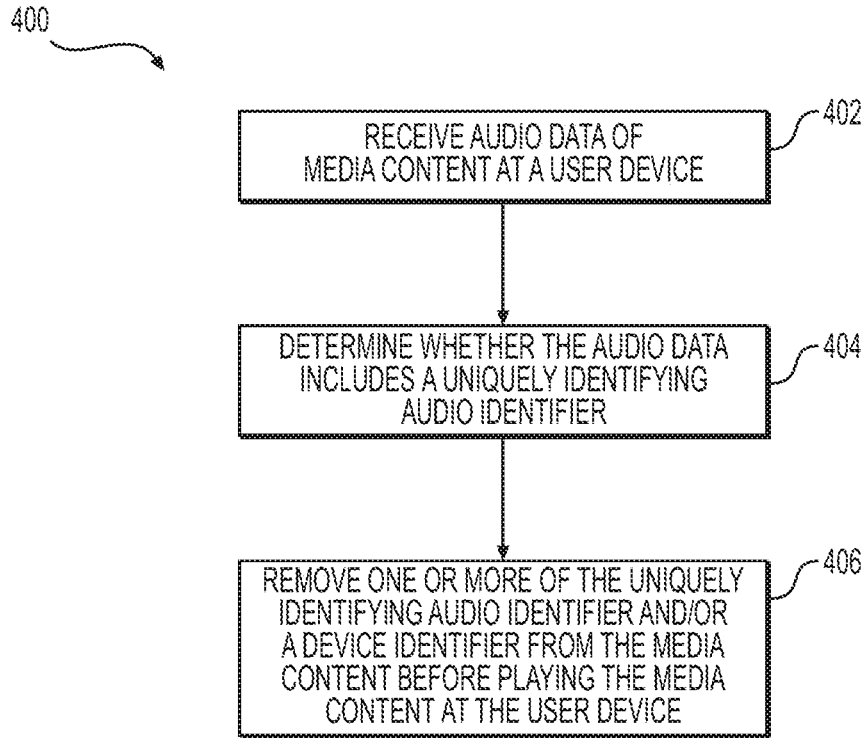 400
402
RECEIVE AUDIO DATA OF
MEDIA CONTENT AT A USER DEVICE
404
DETERMINE WHETHER THE AUDIO DATA
INCLUDES A UNIQUELY IDENTIFYING
AUDIO IDENTIFIER
406
REMOVE ONE OR MORE OF THE UNIQUELY
IDENTIFYING AUDIO IDENTIFIER AND/OR
A DEVICE IDENTIFIER FROM THE MEDIA
CONTENT BEFORE PLAYING THE MEDIA
CONTENT AT THE USER DEVICE